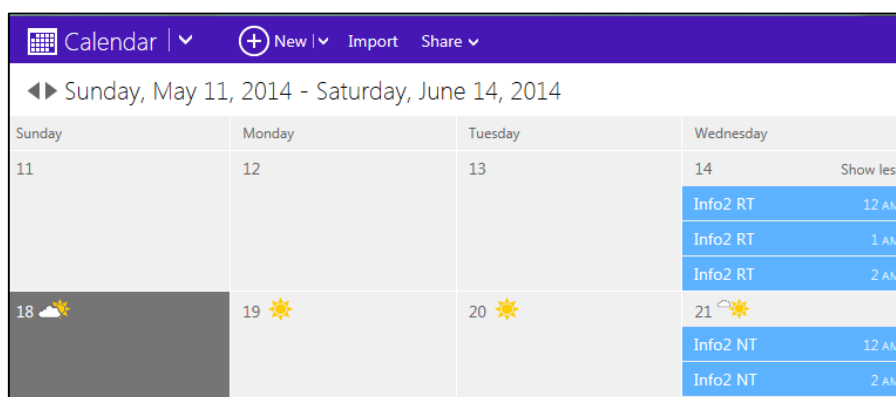 Calendar New Import Share
Sunday, May 11, 2014 - Saturday, June 14, 2014
Sunday Monday Tuesday Wednesday
11 12 13 14 Show les
Info2 RT 12 AM
Info2 RT 1 AM
Info2 RT 2 AM
18 19 20 21
Info2 NT 12 AM
Info2 NT 2 AM